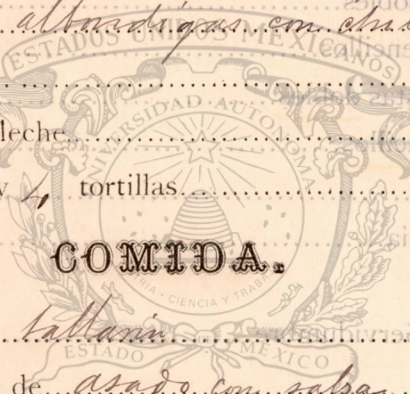 albondigas con
ESTADOS UNIDOS MEXICANOS
leche
UNIVERSIDAD AUTONOMA
y 4 tortillas
COMIDA.
CIENCIA Y TRABAJO
tallarin
ESTADO MEXICO
de asado con salsa